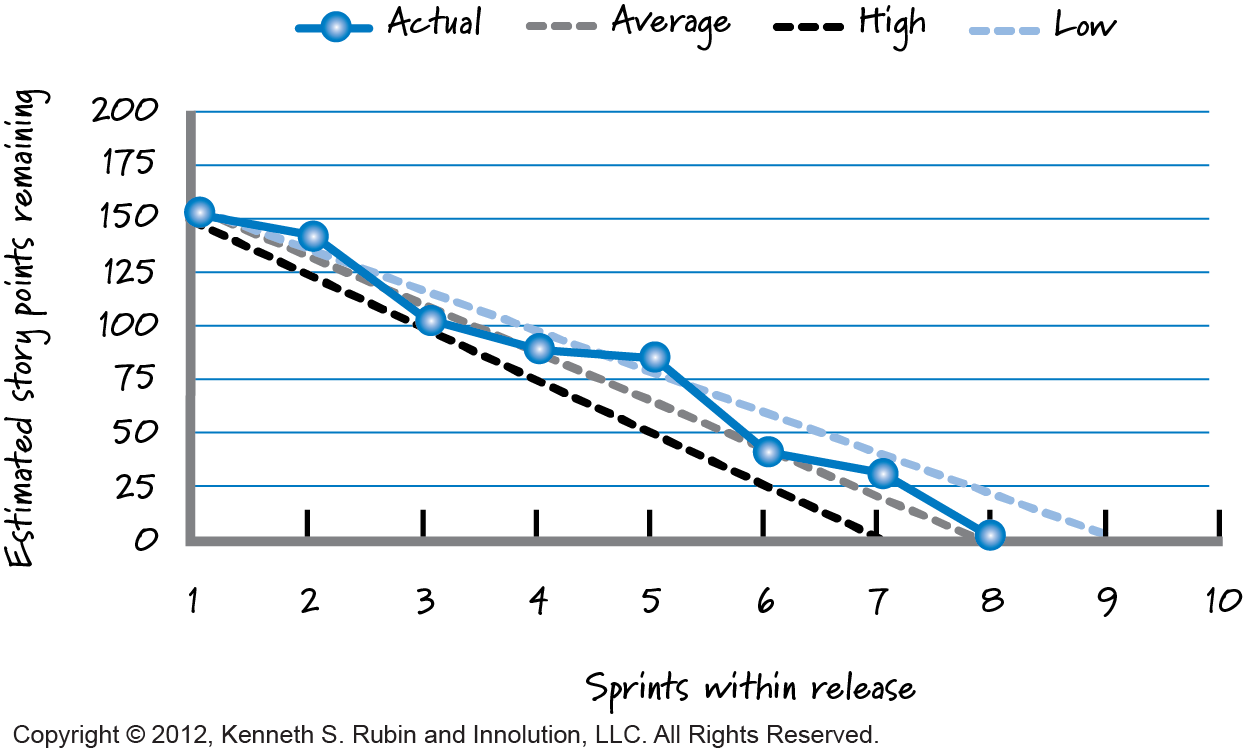 Actual Average High Low
Estimated story points remaining
200
175
150
125
100
75
50
25
0
1 2 3 4 5 6 7 8 9 10
Sprints within release
Copyright © 2012, Kenneth S. Rubin and Innolution, LLC. All Rights Reserved.